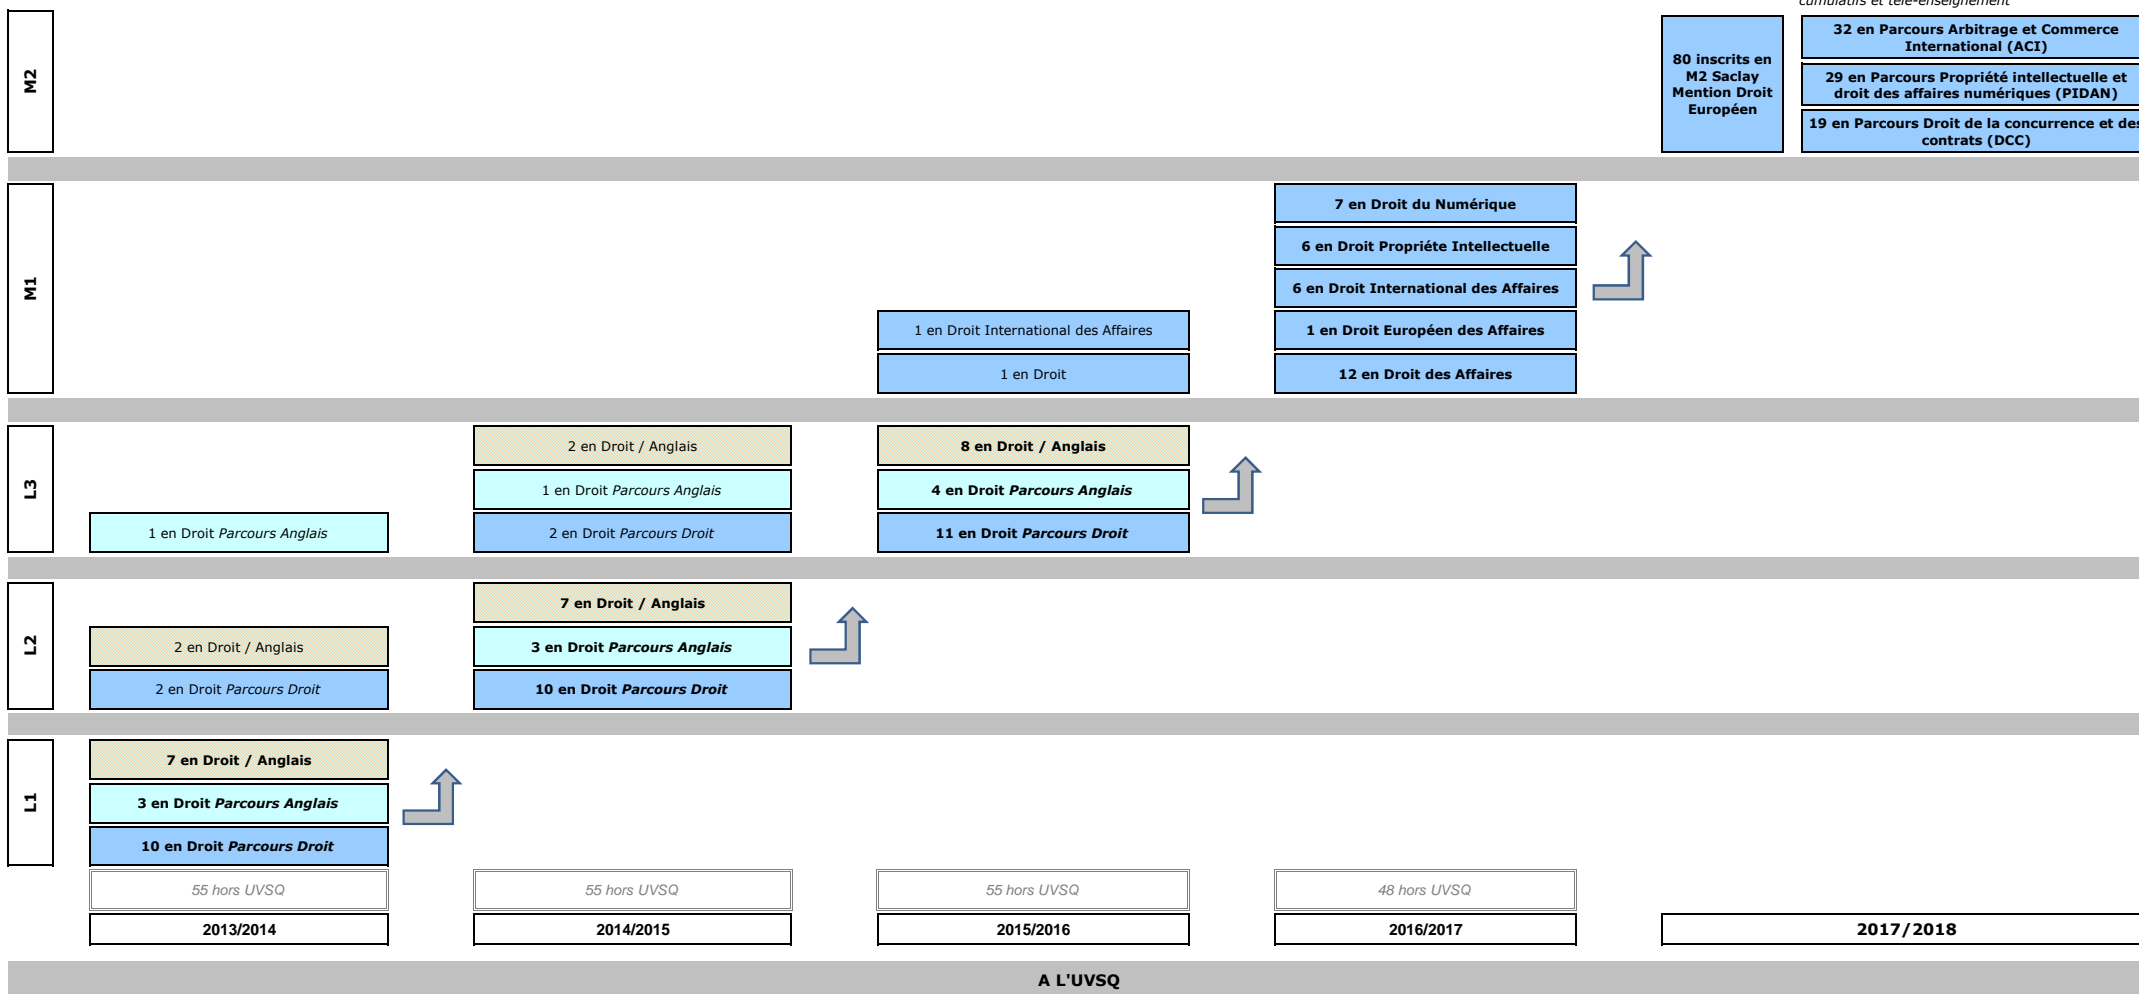 cumulatifs et télé-enseignement
M2
80 inscrits en
M2 Saclay
Mention Droit
Européen
32 en Parcours Arbitrage et Commerce
International (ACI)
29 en Parcours Propriété intellectuelle et
droit des affaires numériques (PIDAN)
19 en Parcours Droit de la concurrence et des
contrats (DCC)
M1
7 en Droit du Numérique
6 en Droit Propriéte Intellectuelle
6 en Droit International des Affaires
1 en Droit International des Affaires
1 en Droit Européen des Affaires
1 en Droit
12 en Droit des Affaires
L3
2 en Droit / Anglais
8 en Droit / Anglais
1 en Droit Parcours Anglais
4 en Droit Parcours Anglais
1 en Droit Parcours Anglais
2 en Droit Parcours Droit
11 en Droit Parcours Droit
L2
7 en Droit / Anglais
2 en Droit / Anglais
3 en Droit Parcours Anglais
2 en Droit Parcours Droit
10 en Droit Parcours Droit
L1
7 en Droit / Anglais
3 en Droit Parcours Anglais
10 en Droit Parcours Droit
55 hors UVSQ
55 hors UVSQ
55 hors UVSQ
48 hors UVSQ
2013/2014
2014/2015
2015/2016
2016/2017
2017/2018
A L'UVSQ